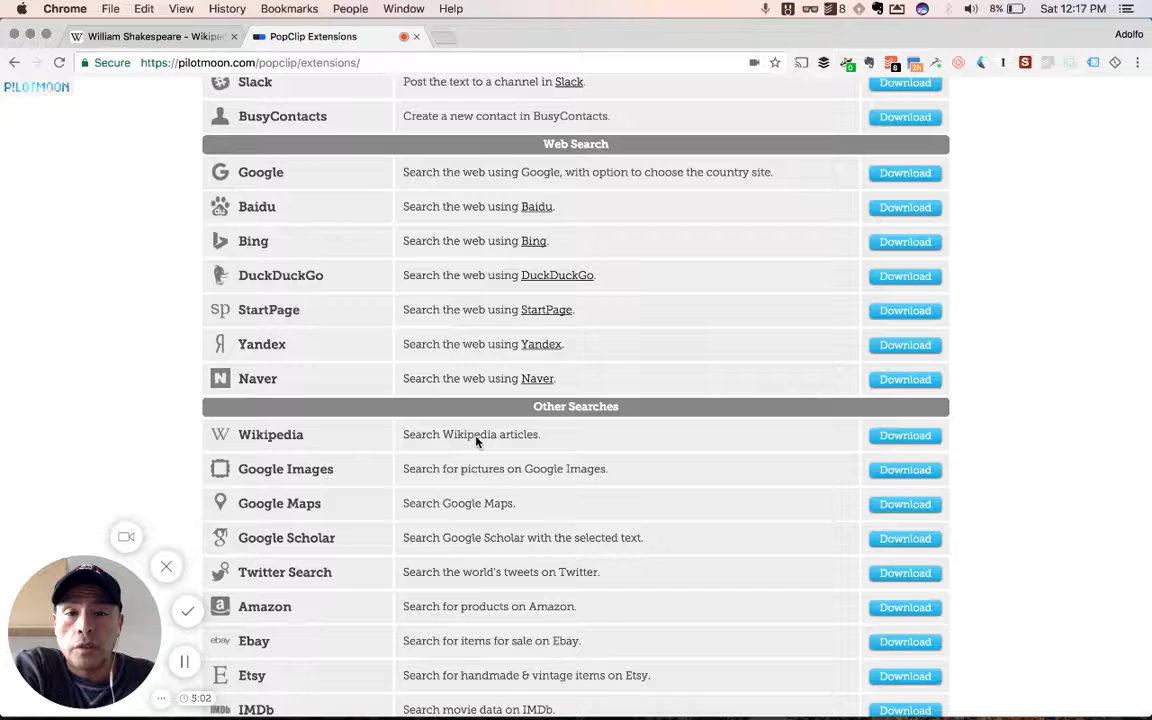 Chrome File Edit View History Bookmarks People Window Help 8 8% Sat 12:17 PM
William Shakespeare - Wikiped × PopClip Extensions × Adolfo
Secure https://pilotmoon.com/popclip/extensions/
PILOTMOON
Slack Post the text to a channel in Slack. Download
BusyContacts Create a new contact in BusyContacts. Download
Web Search
Google Search the web using Google, with option to choose the country site. Download
Baidu Search the web using Baidu. Download
Bing Search the web using Bing. Download
DuckDuckGo Search the web using DuckDuckGo. Download
sp StartPage Search the web using StartPage. Download
Yandex Search the web using Yandex. Download
N Naver Search the web using Naver. Download
Other Searches
W Wikipedia Search Wikipedia articles. Download
Google Images Search for pictures on Google Images. Download
Google Maps Search Google Maps. Download
Google Scholar Search Google Scholar with the selected text. Download
Twitter Search Search the world's tweets on Twitter. Download
a Amazon Search for products on Amazon. Download
ebay Ebay Search for items for sale on Ebay. Download
E Etsy Search for handmade & vintage items on Etsy. Download
IMDb IMDb Search movie data on IMDb. Download
5:02